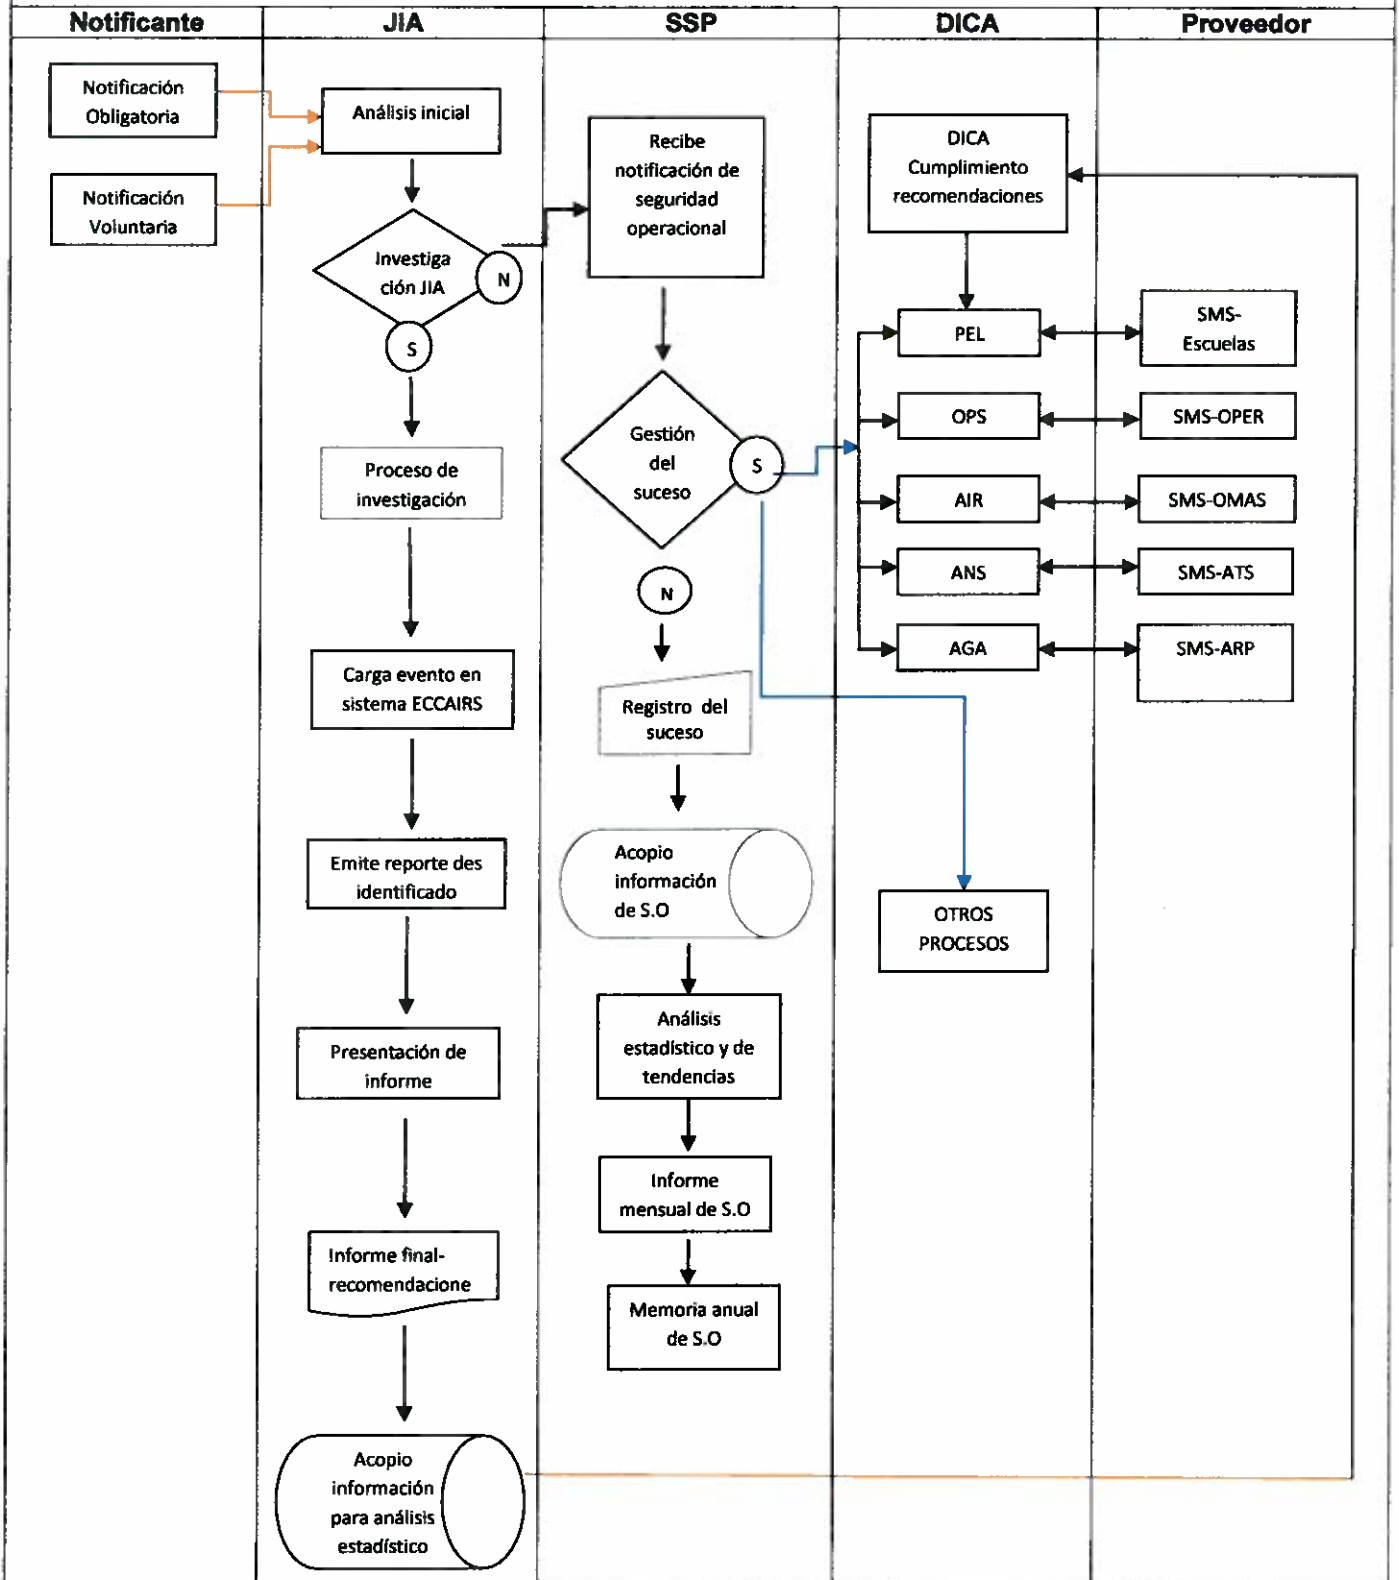 Notificante
JIA
SSP
DICA
Proveedor
Notificación
Obligatoria
Notificación
Voluntaria
Análisis inicial
Investiga
ción JIA
N
S
Proceso de
investigación
Carga evento en
sistema ECCAIRS
Emite reporte des
identificado
Presentación de
informe
Informe final-
recomendacione
Acopio
información
para análisis
estadístico
Recibe
notificación de
seguridad
operacional
Gestión
del
suceso
S
N
Registro del
suceso
Acopio
información
de S.O
Análisis
estadístico y de
tendencias
Informe
mensual de S.O
Memoria anual
de S.O
DICA
Cumplimiento
recomendaciones
PEL
OPS
AIR
ANS
AGA
OTROS
PROCESOS
SMS-
Escuelas
SMS-OPER
SMS-OMAS
SMS-ATS
SMS-ARP